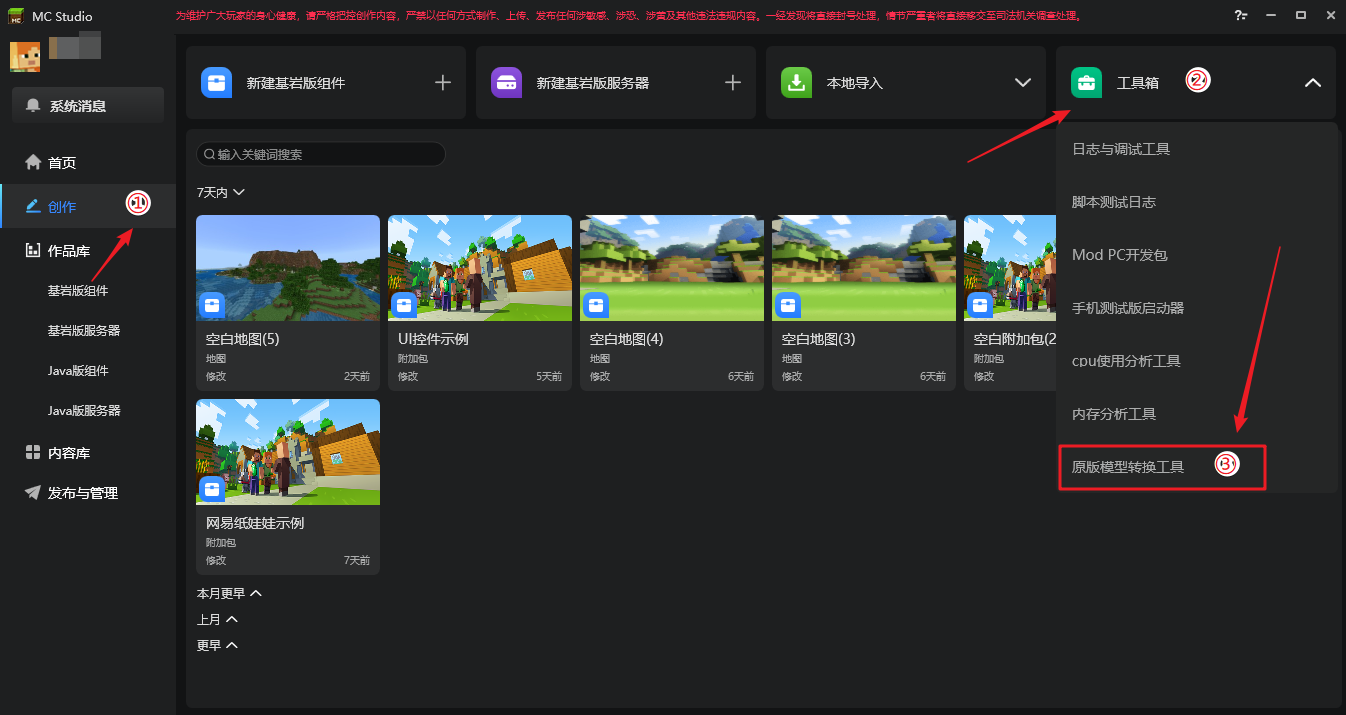 MC Studio
为维护广大玩家的身心健康，请严格把控创作内容，严禁以任何方式制作、上传、发布任何涉敏感、涉恐、涉黄及其他违法违规内容。一经发现将直接封号处理，情节严重者将直接移交至司法机关调查处理。
系统消息
首页
创作 ①
作品库
基岩版组件
基岩版服务器
Java版组件
Java版服务器
内容库
发布与管理
新建基岩版组件
新建基岩版服务器
本地导入
工具箱 ②
输入关键词搜索
7天内
空白地图(5)
地图
修改 2天前
UI控件示例
附加包
修改 5天前
空白地图(4)
地图
修改 6天前
空白地图(3)
地图
修改 6天前
空白附加包(2
附加包
修改
网易纸娃娃示例
附加包
修改 7天前
本月更早
上月
更早
日志与调试工具
脚本测试日志
Mod PC开发包
手机测试版启动器
cpu使用分析工具
内存分析工具
原版模型转换工具 ③